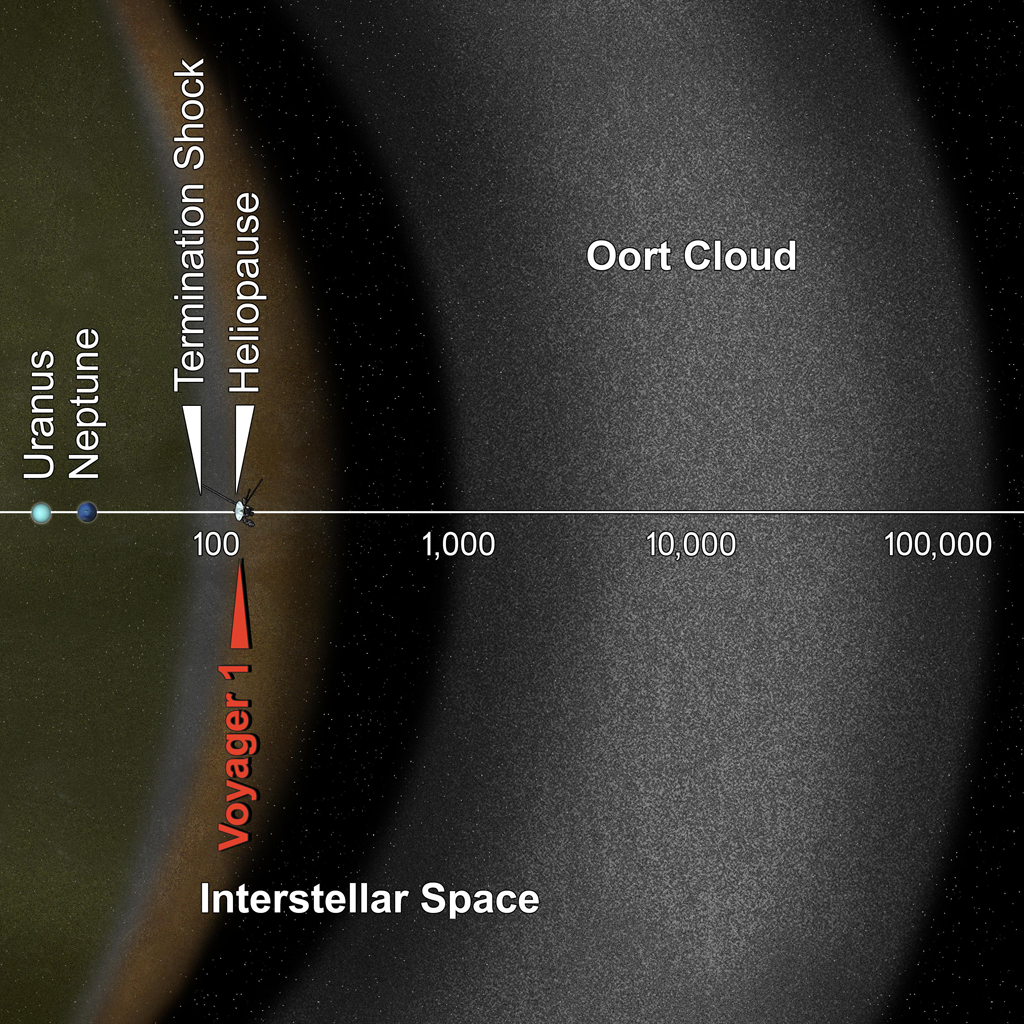 Termination Shock
Heliopause
Oort Cloud
Uranus
Neptune
100
1,000
10,000
100,000
Voyager 1
Interstellar Space